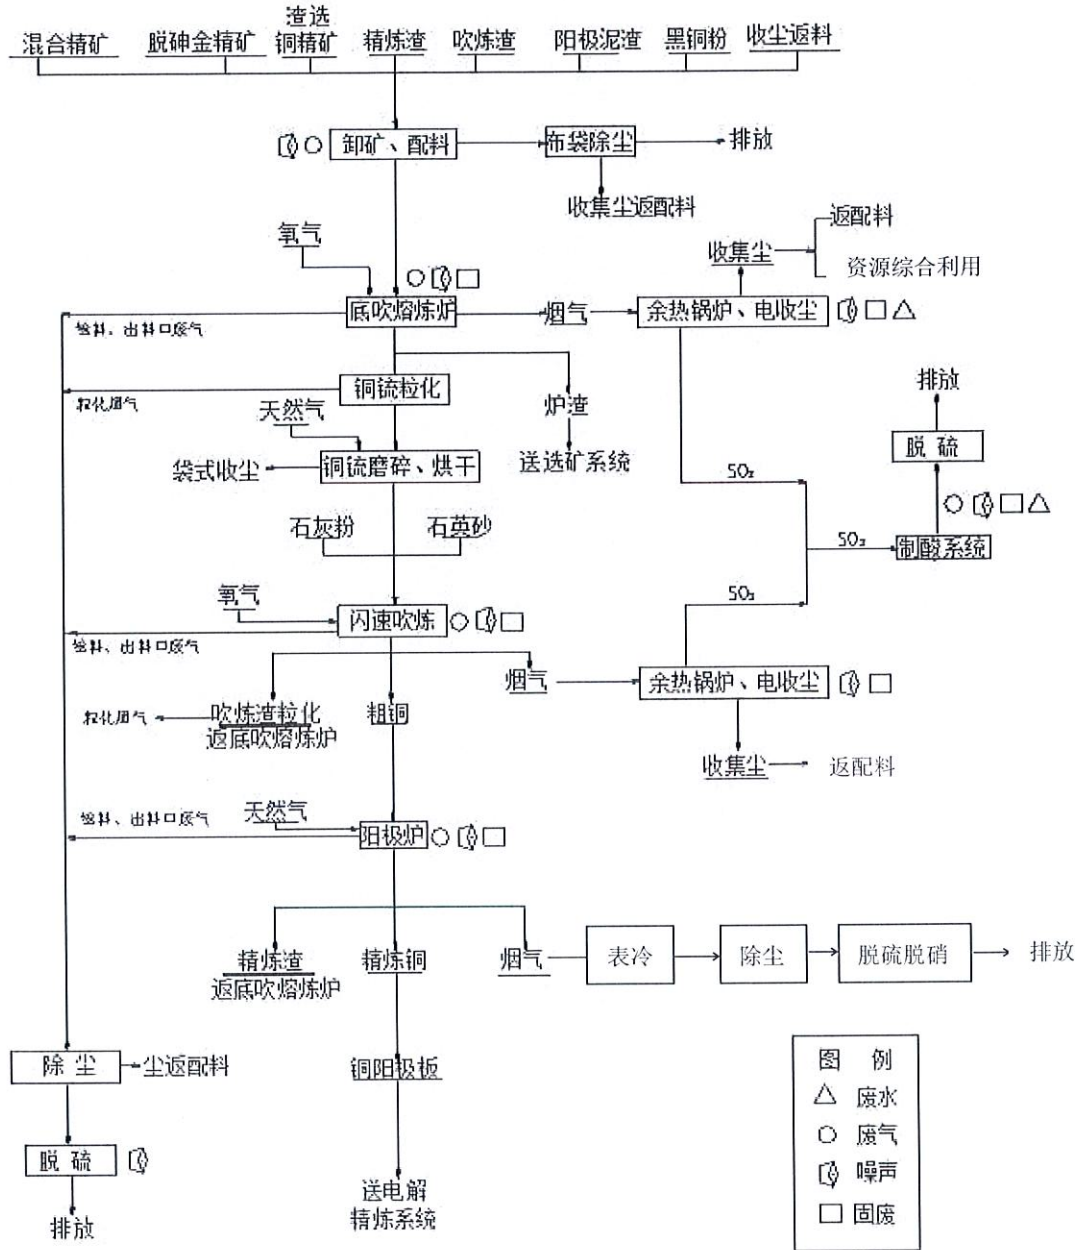 混合精矿
脱砷金精矿
渣选
铜精矿
精炼渣
吹炼渣
阳极泥渣
黑铜粉
收尘返料
卸矿、配料
布袋除尘
排放
收集尘返配料
氧气
收集尘
返配料
资源综合利用
底吹熔炼炉
烟气
余热锅炉、电收尘
给料、出料口废气
铜锍粒化
粒化烟气
炉渣
排放
天然气
脱 硫
袋式收尘
铜锍磨碎、烘干
送选矿系统
SO₂
石灰粉
石英砂
SO₂
制酸系统
氧气
SO₂
闪速吹炼
给料、出料口废气
烟气
余热锅炉、电收尘
粒化烟气
吹炼渣粒化
返底吹熔炼炉
粗铜
收集尘
返配料
给料、出料口废气
天然气
阳极炉
精炼渣
返底吹熔炼炉
精炼铜
烟气
表冷
除尘
脱硫脱硝
排放
除 尘
尘返配料
铜阳极板
图 例
废水
废气
噪声
固废
脱 硫
排放
送电解
精炼系统